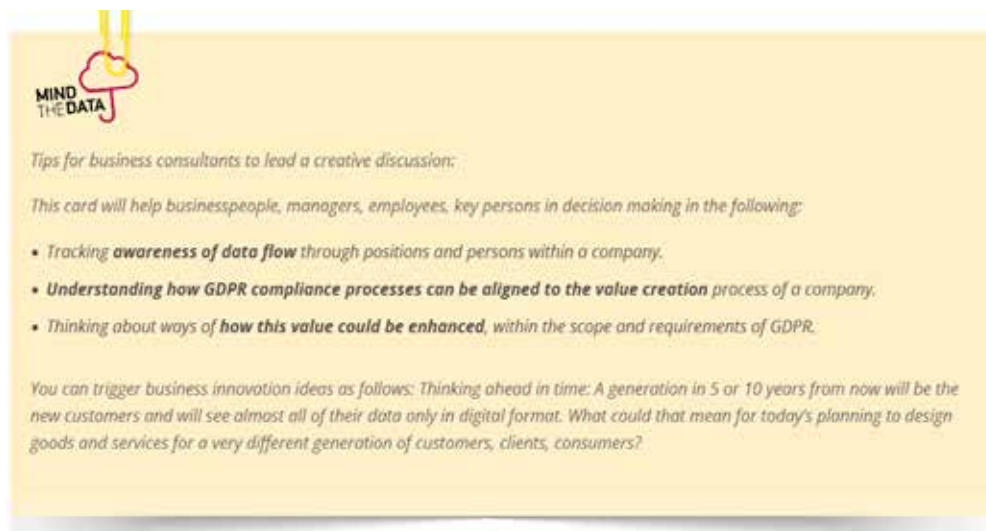 MIND
THE DATA
Tips for business consultants to lead a creative discussion:
This card will help businesspeople, managers, employees, key persons in decision making in the following:
• Tracking awareness of data flow through positions and persons within a company.
• Understanding how GDPR compliance processes can be aligned to the value creation process of a company.
• Thinking about ways of how this value could be enhanced, within the scope and requirements of GDPR.
You can trigger business innovation ideas as follows: Thinking ahead in time: A generation in 5 or 10 years from now will be the
new customers and will see almost all of their data only in digital format. What could that mean for today's planning to design
goods and services for a very different generation of customers, clients, consumers?